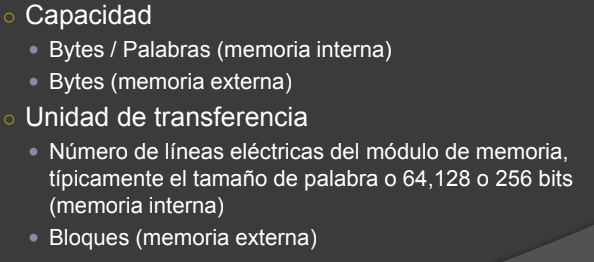 Capacidad
Bytes / Palabras (memoria interna)
Bytes (memoria externa)
Unidad de transferencia
Número de líneas eléctricas del módulo de memoria,
típicamente el tamaño de palabra o 64,128 o 256 bits
(memoria interna)
Bloques (memoria externa)